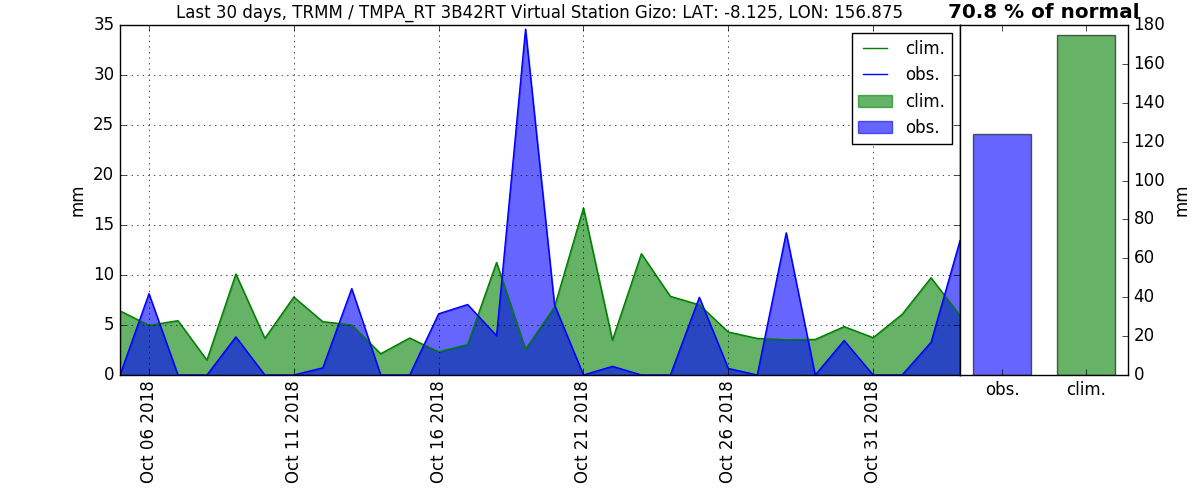 Last 30 days, TRMM / TMPA_RT 3B42RT Virtual Station Gizo: LAT: -8.125, LON: 156.875
70.8 % of normal
35
30
25
20
15
10
5
0
mm
clim.
obs.
clim.
obs.
Oct 06 2018
Oct 11 2018
Oct 16 2018
Oct 21 2018
Oct 26 2018
Oct 31 2018
180
160
140
120
100
80
60
40
20
0
mm
obs.
clim.